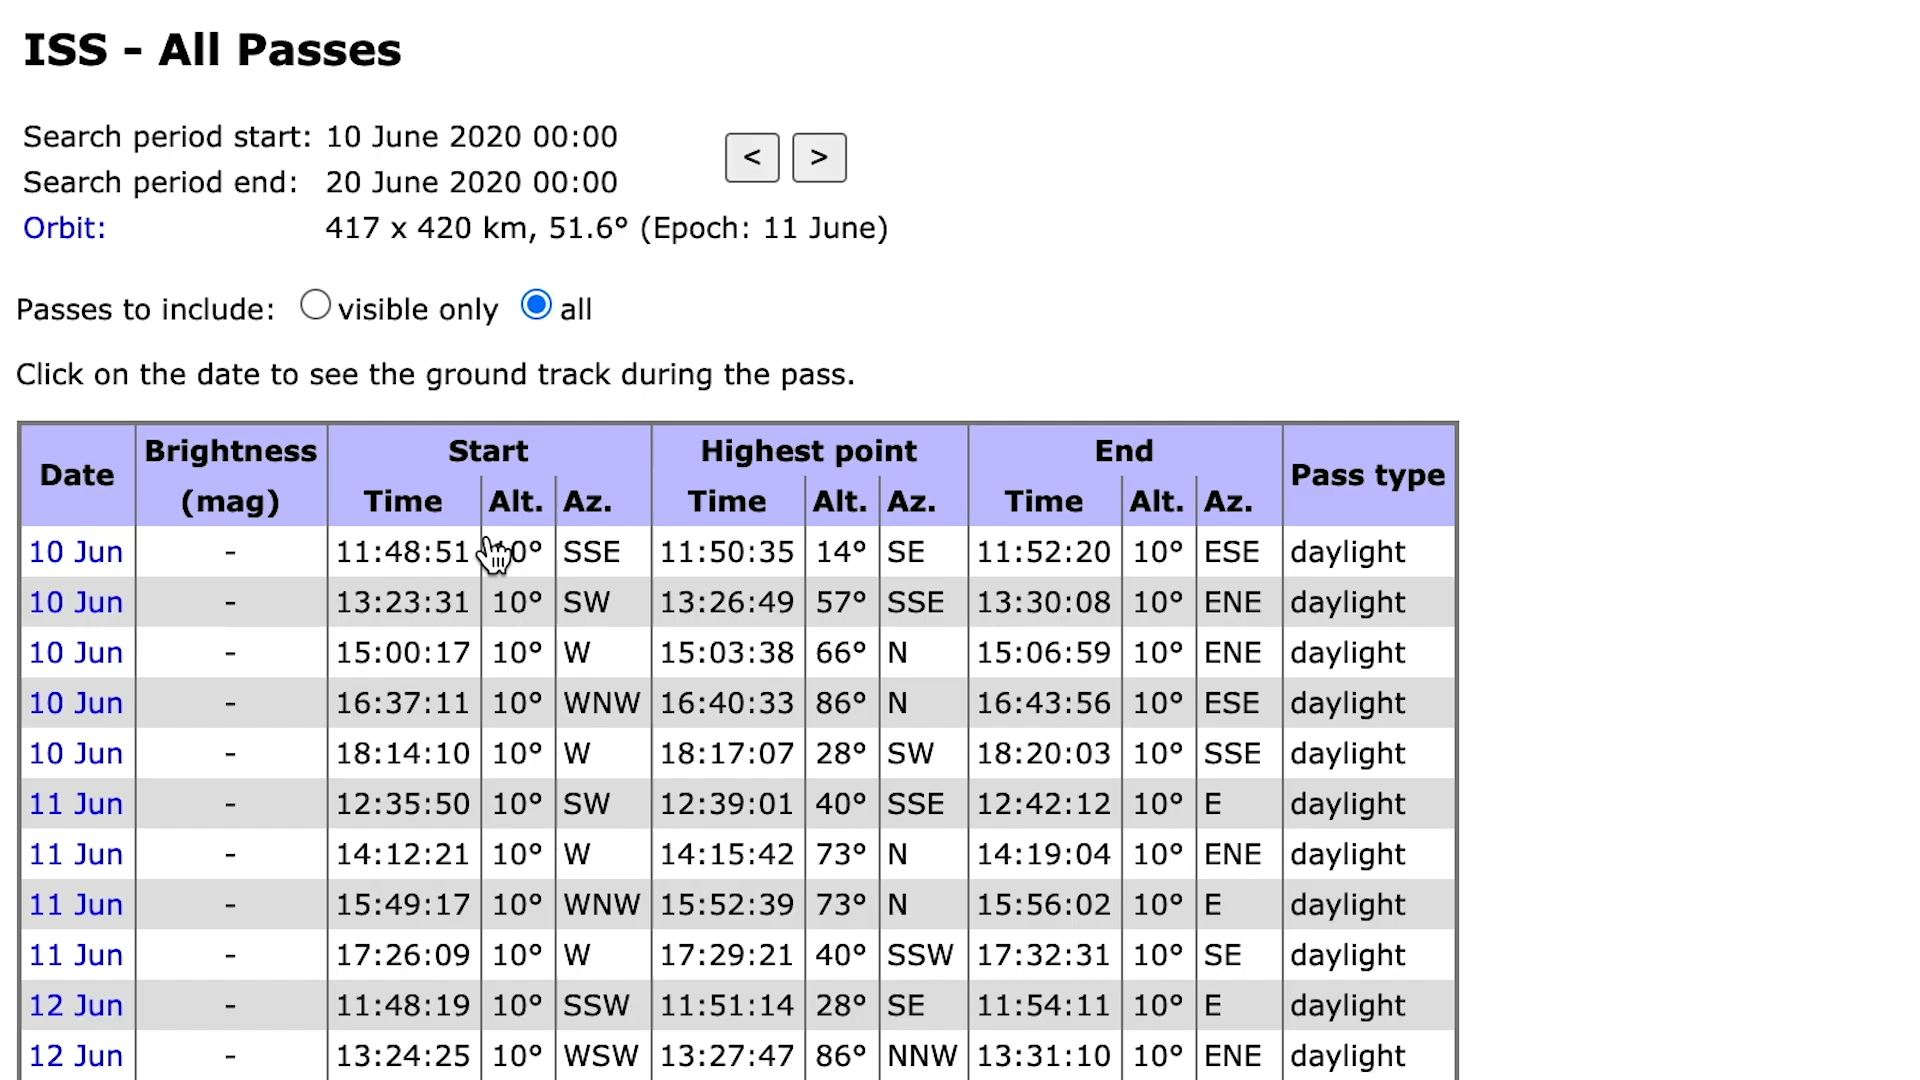 ISS - All Passes
Search period start: 10 June 2020 00:00
< >
Search period end: 20 June 2020 00:00
Orbit: 417 x 420 km, 51.6° (Epoch: 11 June)
Passes to include: visible only all
Click on the date to see the ground track during the pass.
Date Brightness (mag) Start Highest point End Pass type
Time Alt. Az. Time Alt. Az. Time Alt. Az.
10 Jun - 11:48:51 0° SSE 11:50:35 14° SE 11:52:20 10° ESE daylight
10 Jun - 13:23:31 10° SW 13:26:49 57° SSE 13:30:08 10° ENE daylight
10 Jun - 15:00:17 10° W 15:03:38 66° N 15:06:59 10° ENE daylight
10 Jun - 16:37:11 10° WNW 16:40:33 86° N 16:43:56 10° ESE daylight
10 Jun - 18:14:10 10° W 18:17:07 28° SW 18:20:03 10° SSE daylight
11 Jun - 12:35:50 10° SW 12:39:01 40° SSE 12:42:12 10° E daylight
11 Jun - 14:12:21 10° W 14:15:42 73° N 14:19:04 10° ENE daylight
11 Jun - 15:49:17 10° WNW 15:52:39 73° N 15:56:02 10° E daylight
11 Jun - 17:26:09 10° W 17:29:21 40° SSW 17:32:31 10° SE daylight
12 Jun - 11:48:19 10° SSW 11:51:14 28° SE 11:54:11 10° E daylight
12 Jun - 13:24:25 10° WSW 13:27:47 86° NNW 13:31:10 10° ENE daylight